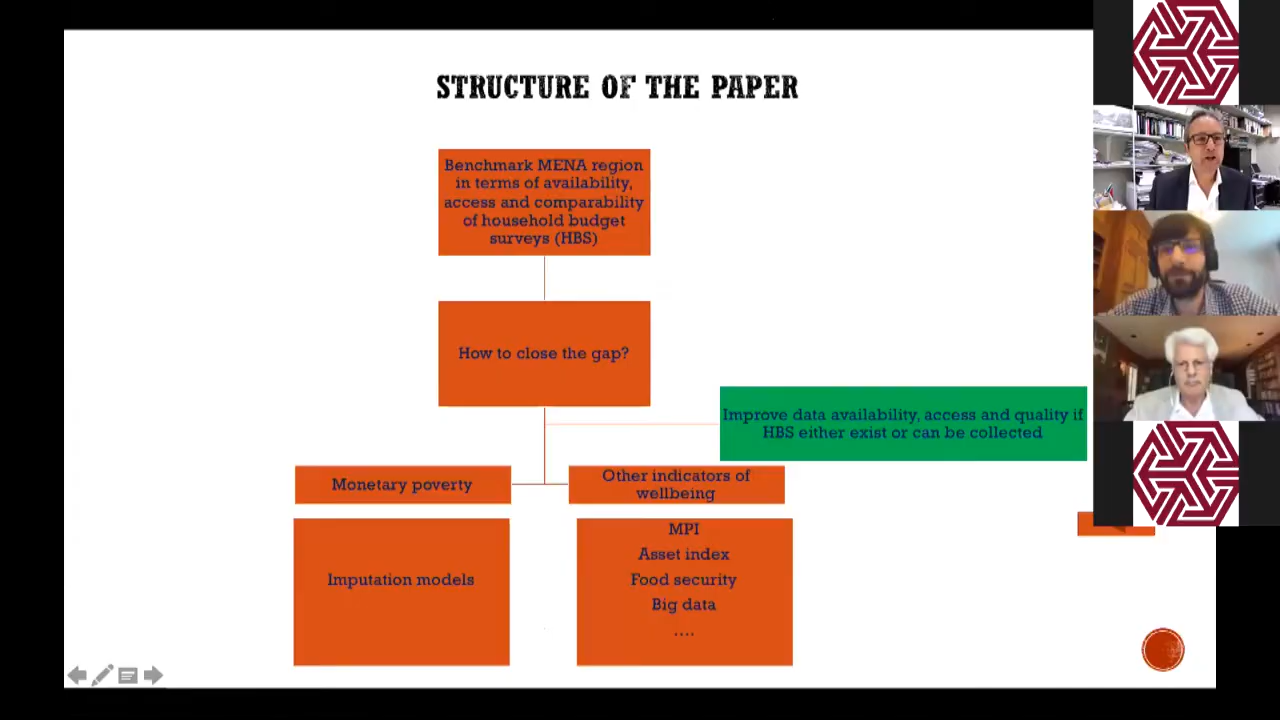 STRUCTURE OF THE PAPER
Benchmark MENA region
in terms of availability,
access and comparability
of household budget
surveys (HBS)
How to close the gap?
Improve data availability, access and quality if
HBS either exist or can be collected
Monetary poverty
Other indicators of
wellbeing
Imputation models
MPI
Asset index
Food security
Big data
....